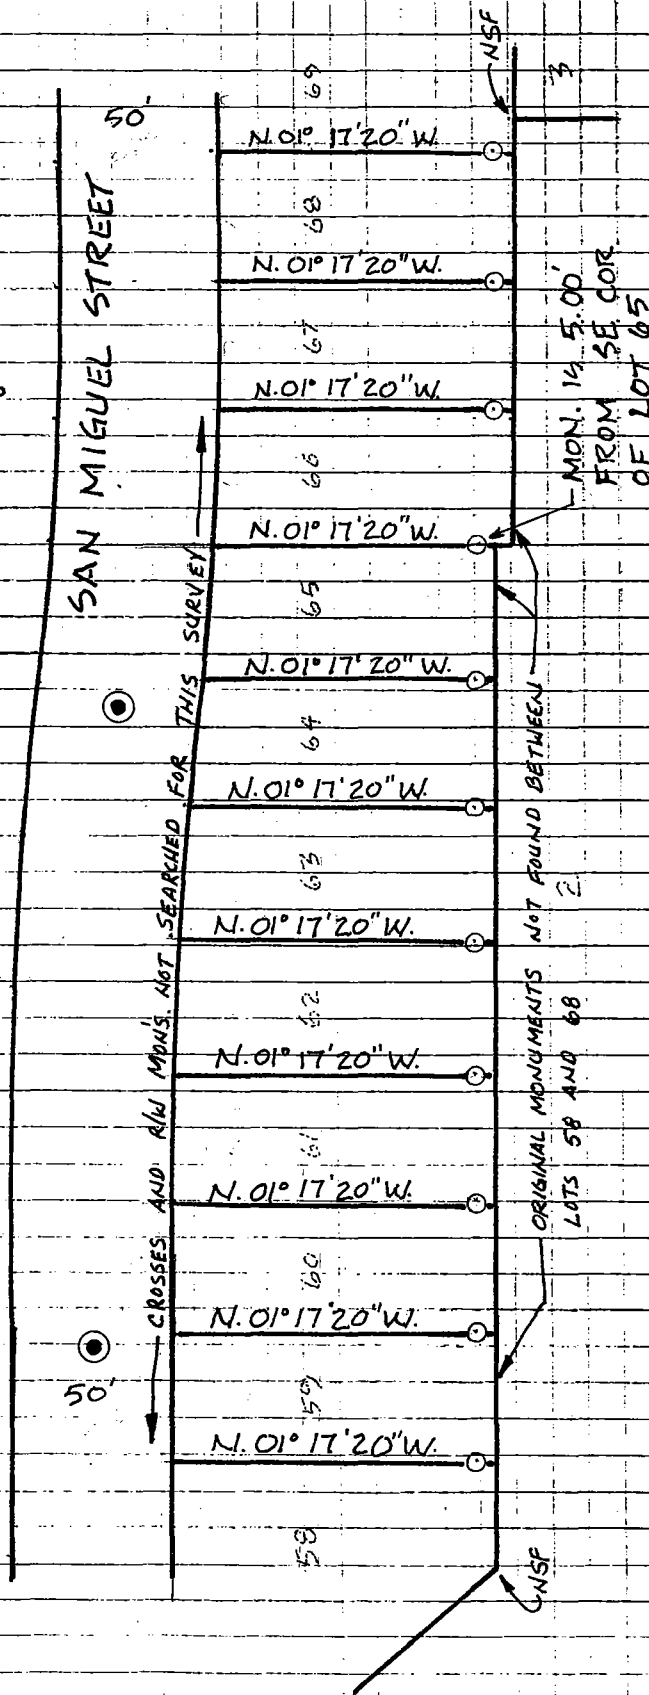 NSF
69
3
50'
N.01° 17'20" W.
SAN MIGUEL STREET
68
N. 01° 17'20" W.
67
N.01° 17'20" W.
MON. IS 5.00'
FROM SE COR
OF LOT 65
66
N.01° 17'20" W.
65
N.01° 17'20" W.
64
N.01° 17'20" W.
63
CROSSES AND R/W MON'S. NOT SEARCHED FOR THIS SURVEY
N.01° 17'20" W.
2
62
N.01° 17'20" W.
ORIGINAL MONUMENTS NOT FOUND BETWEEN
LOTS 58 AND 68
61
N. 01° 17'20" W.
60
N. 01° 17'20" W.
50'
59
N. 01° 17'20" W.
58
NSF